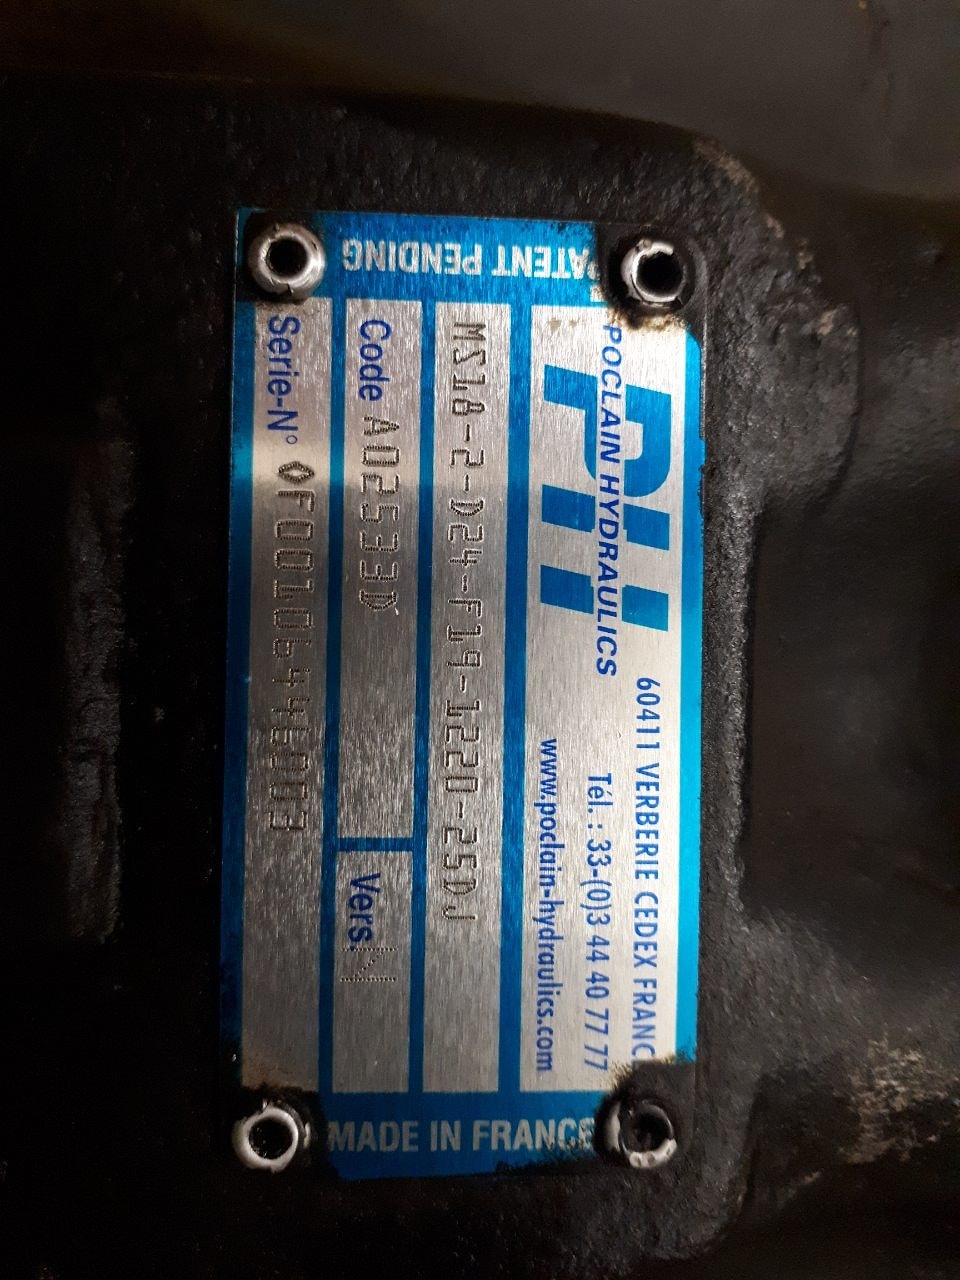 PH
POCLAIN HYDRAULICS
60411 VERBERIE CEDEX FRANC
Tél. : 33-(0)3 44 40 77 77
www.poclain-hydraulics.com
MS18-2-D24-F19-1220-25DJ
Code A02533D
Vers.
Serie-N°
PATENT PENDING
MADE IN FRANCE